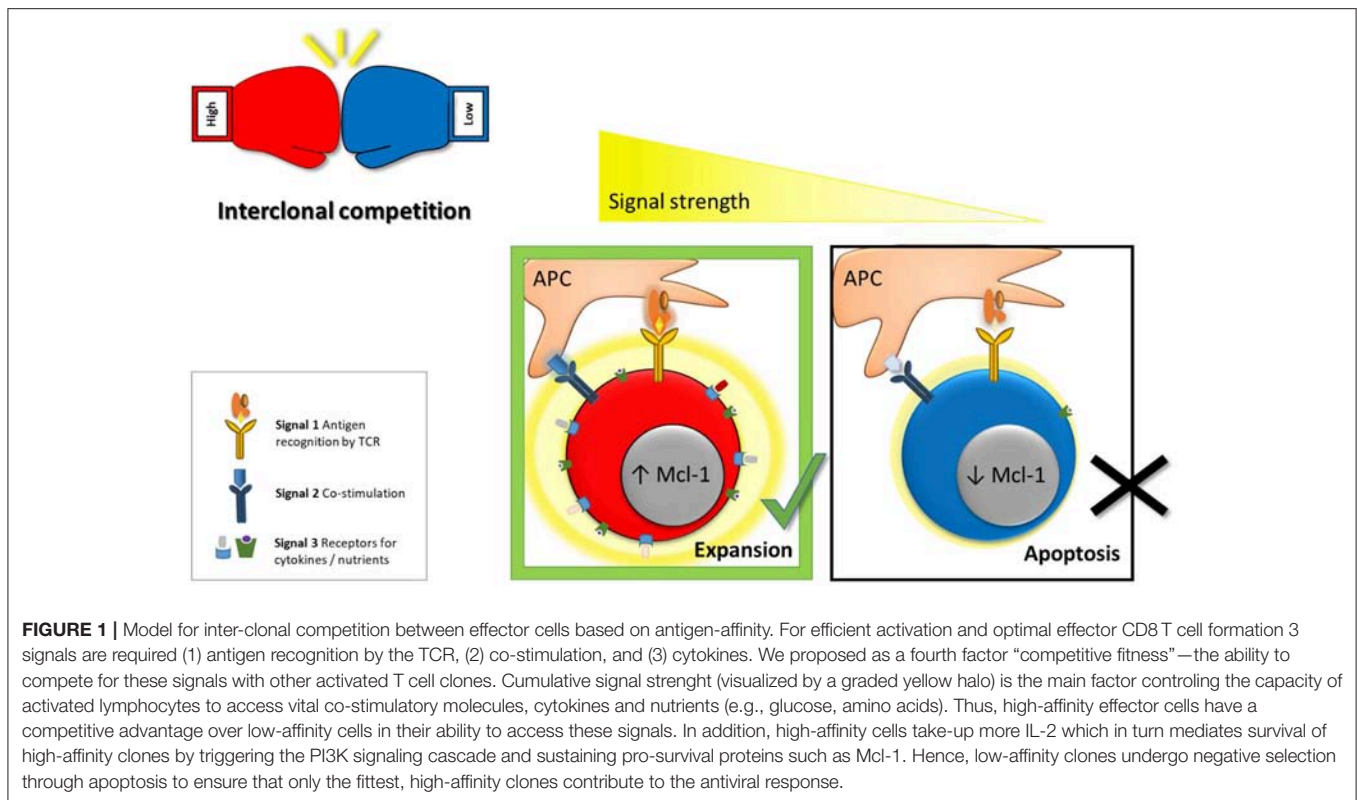 High
Low
Interclonal competition
Signal strength
APC
APC
↑ Mcl-1
↓ Mcl-1
Expansion
Apoptosis
Signal 1 Antigen
recognition by TCR
Signal 2 Co-stimulation
Signal 3 Receptors for
cytokines / nutrients
FIGURE 1 | Model for inter-clonal competition between effector cells based on antigen-affinity. For efficient activation and optimal effector CD8 T cell formation 3
signals are required (1) antigen recognition by the TCR, (2) co-stimulation, and (3) cytokines. We proposed as a fourth factor “competitive fitness”—the ability to
compete for these signals with other activated T cell clones. Cumulative signal strenght (visualized by a graded yellow halo) is the main factor controling the capacity of
activated lymphocytes to access vital co-stimulatory molecules, cytokines and nutrients (e.g., glucose, amino acids). Thus, high-affinity effector cells have a
competitive advantage over low-affinity cells in their ability to access these signals. In addition, high-affinity cells take-up more IL-2 which in turn mediates survival of
high-affinity clones by triggering the PI3K signaling cascade and sustaining pro-survival proteins such as Mcl-1. Hence, low-affinity clones undergo negative selection
through apoptosis to ensure that only the fittest, high-affinity clones contribute to the antiviral response.